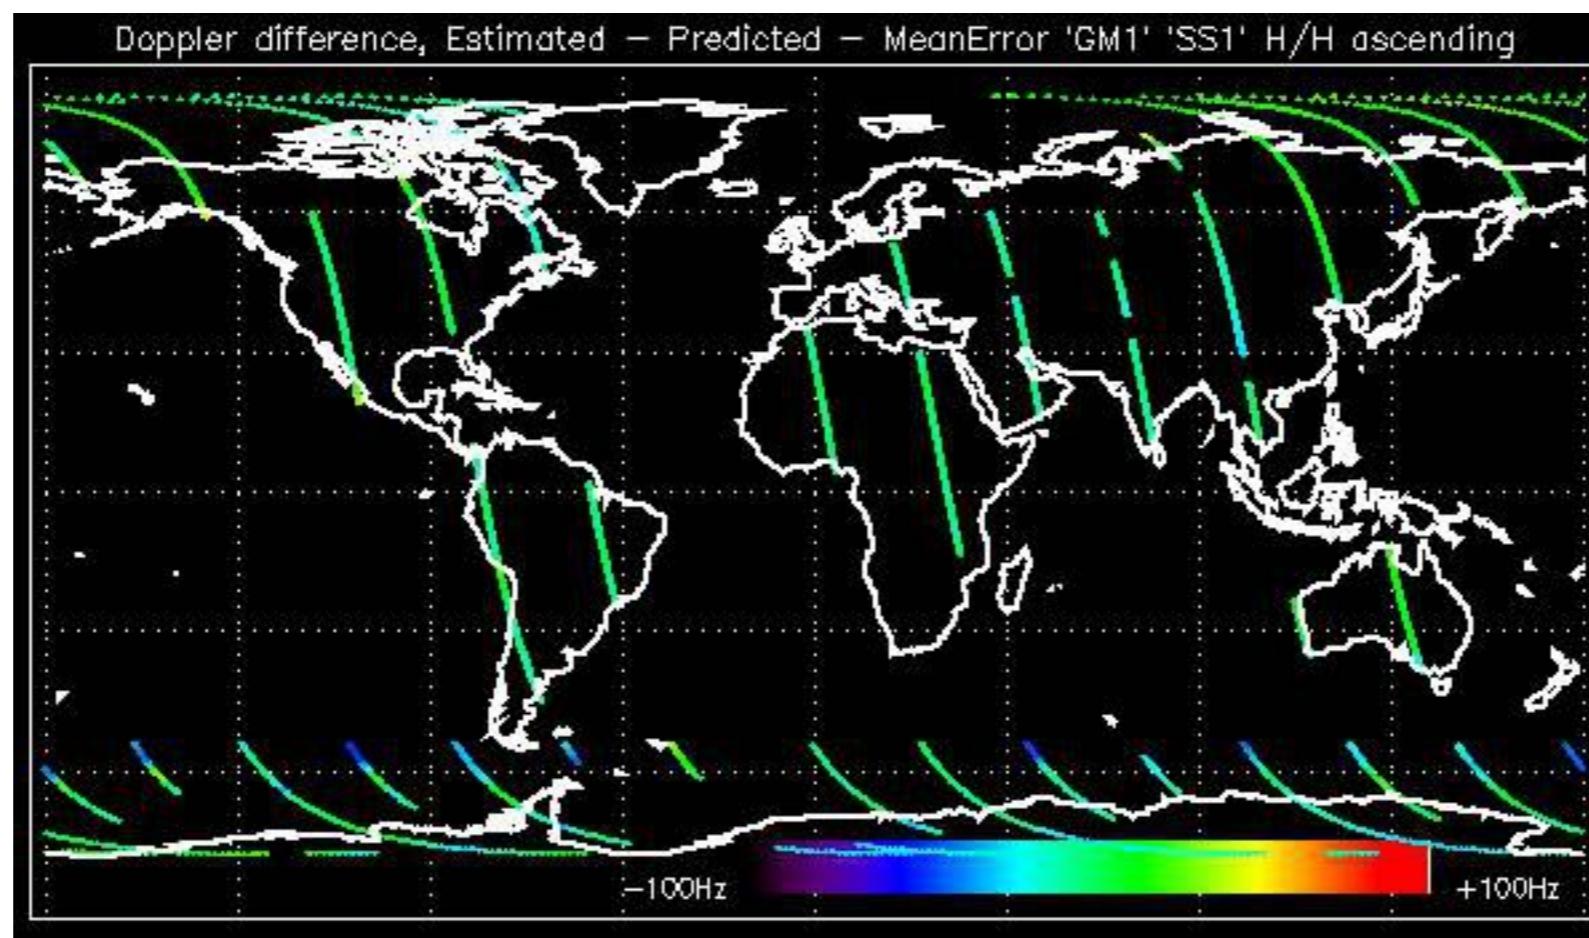 Doppler difference, Estimated – Predicted – MeanError 'GM1' 'SS1' H/H ascending
–100Hz
+100Hz